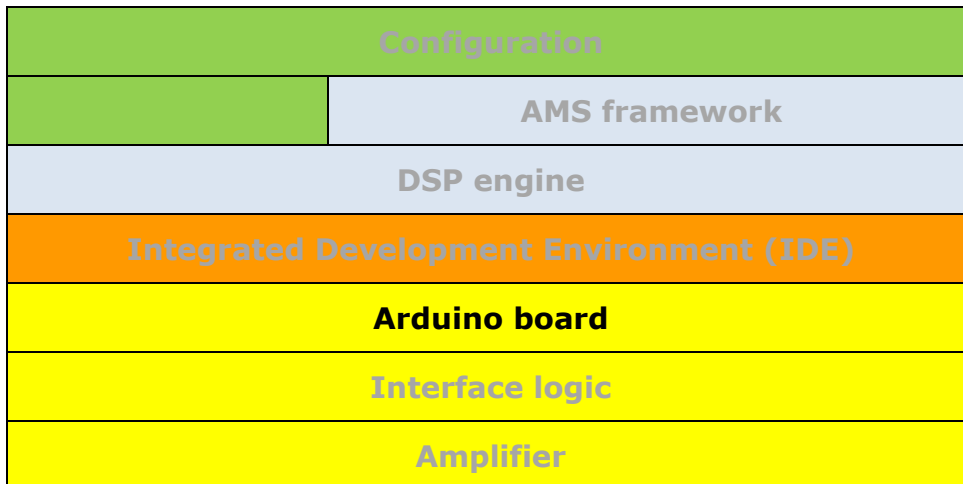 Configuration
AMS framework
DSP engine
Integrated Development Environment (IDE)
Arduino board
Interface logic
Amplifier